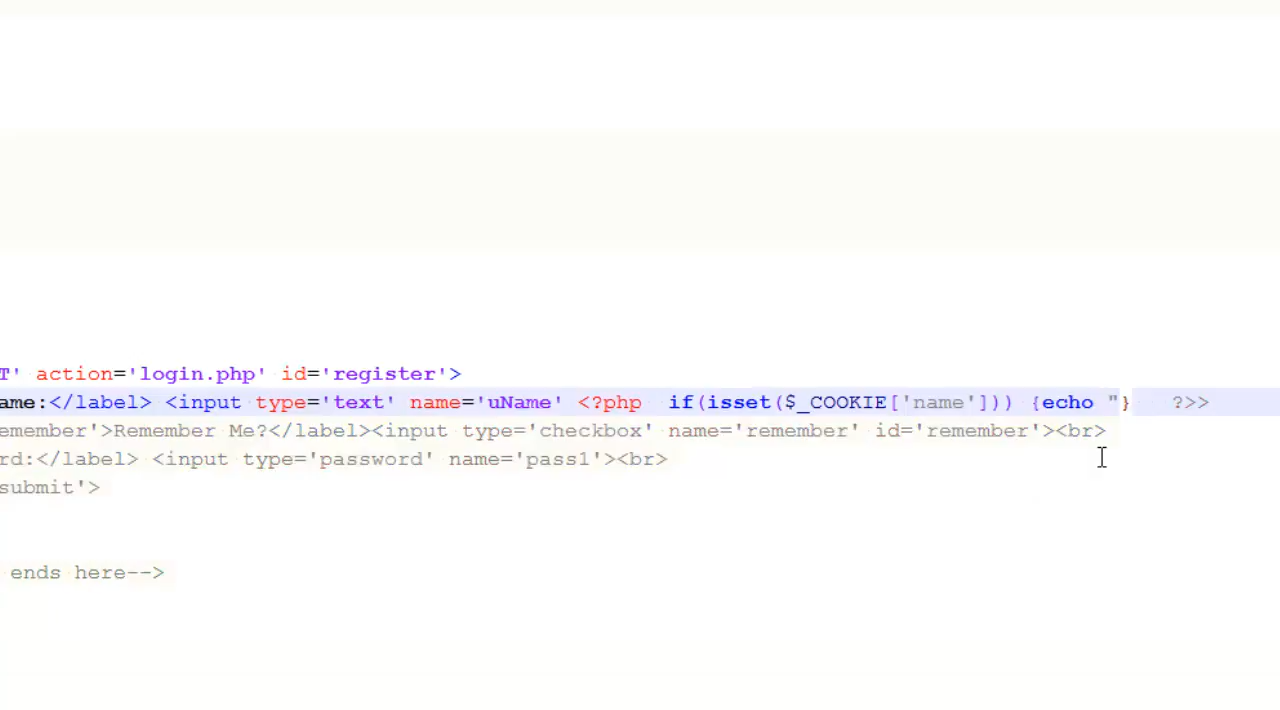 T' action='login.php' id='register'>
ame:</label> <input type='text' name='uName' <?php  if(isset($_COOKIE['name'])) {echo "}   ?>>
emember'>Remember Me?</label><input type='checkbox' name='remember' id='remember'><br>
rd:</label> <input type='password' name='pass1'><br>
submit'>
ends here-->